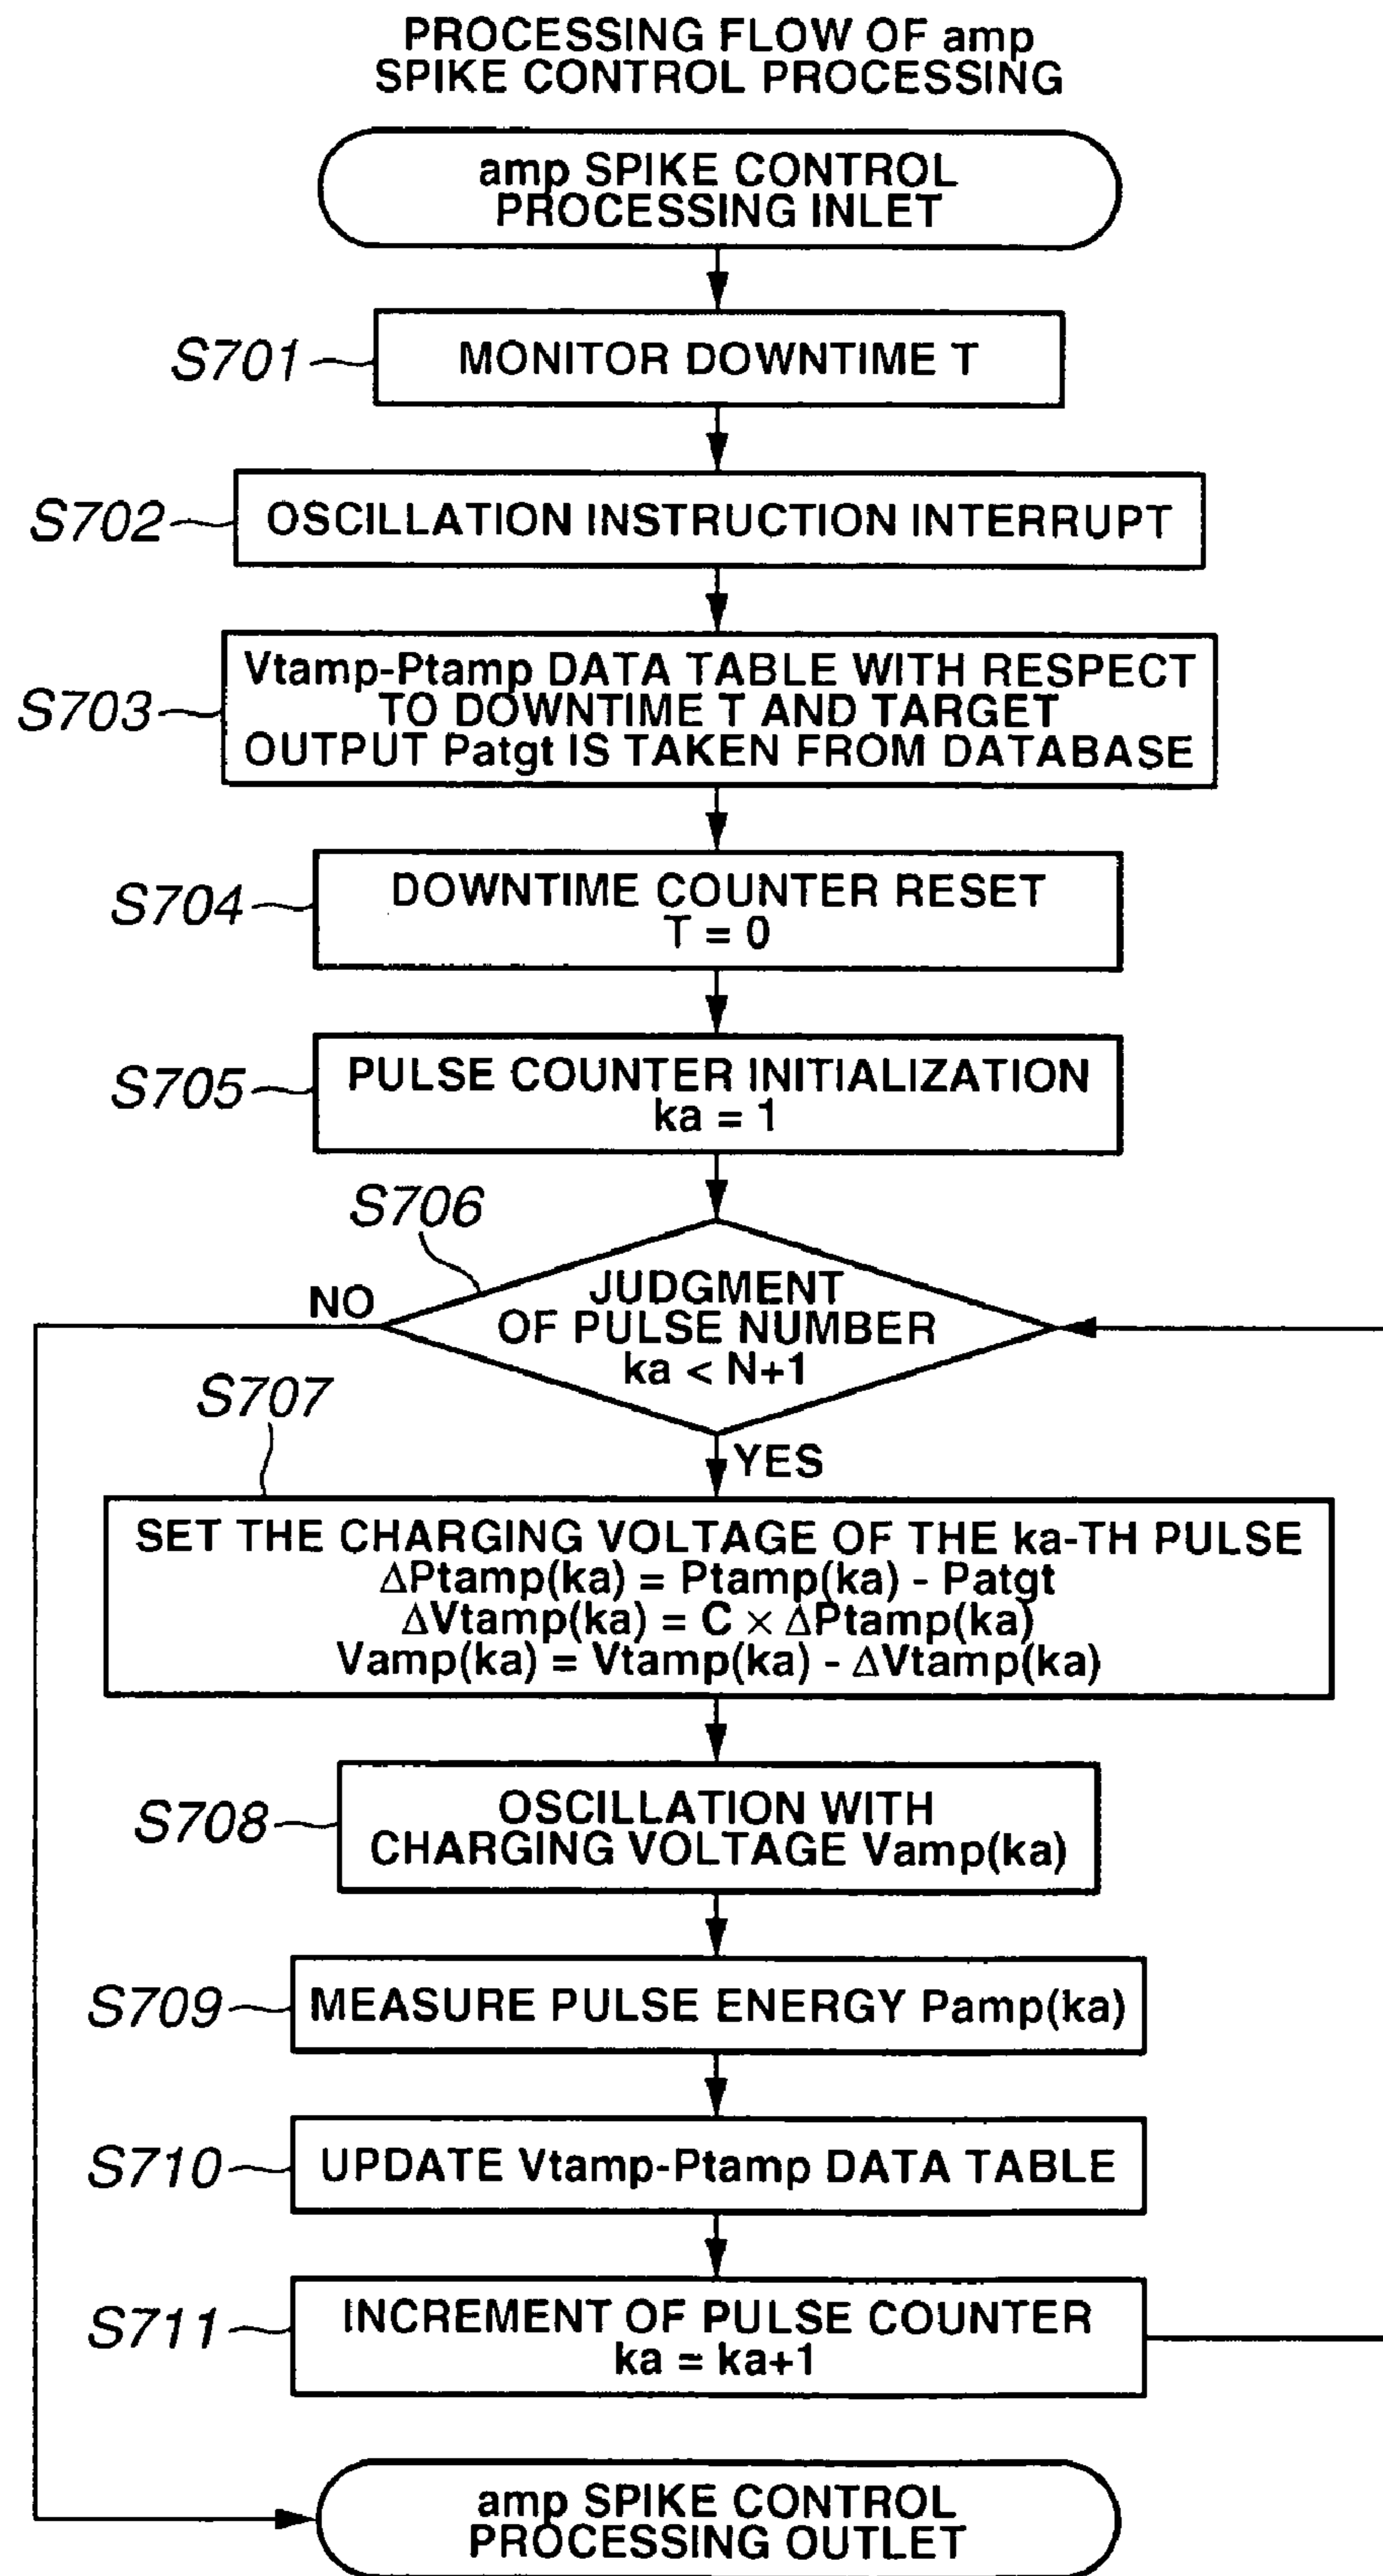 PROCESSING FLOW OF amp
SPIKE CONTROL PROCESSING
amp SPIKE CONTROL
PROCESSING INLET
S701
MONITOR DOWNTIME T
S702
OSCILLATION INSTRUCTION INTERRUPT
S703
Vtamp-Ptamp DATA TABLE WITH RESPECT
TO DOWNTIME T AND TARGET
OUTPUT Patgt IS TAKEN FROM DATABASE
S704
DOWNTIME COUNTER RESET
T = 0
S705
PULSE COUNTER INITIALIZATION
ka = 1
S706
JUDGMENT
OF PULSE NUMBER
ka < N+1
NO
YES
S707
SET THE CHARGING VOLTAGE OF THE ka-TH PULSE
ΔPtamp(ka) = Ptamp(ka) - Patgt
ΔVtamp(ka) = C × ΔPtamp(ka)
Vamp(ka) = Vtamp(ka) - ΔVtamp(ka)
S708
OSCILLATION WITH
CHARGING VOLTAGE Vamp(ka)
S709
MEASURE PULSE ENERGY Pamp(ka)
S710
UPDATE Vtamp-Ptamp DATA TABLE
S711
INCREMENT OF PULSE COUNTER
ka = ka+1
amp SPIKE CONTROL
PROCESSING OUTLET